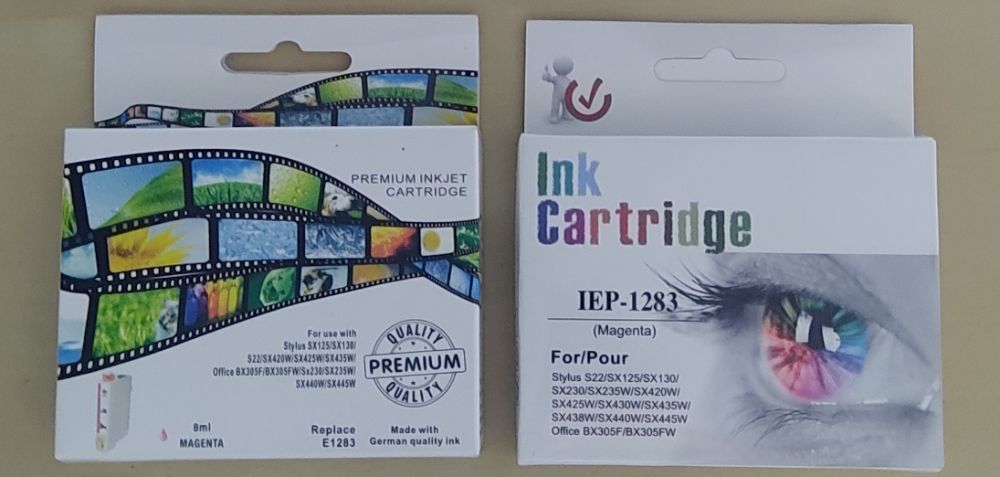 PREMIUM INKJET
CARTRIDGE
For use with
Stylus SX125/SX130/
S22/SX420W/SX425W/SX435W/
Office BX305F/BX305FW/Sx230/SX235W/
SX440W/SX445W
QUALITY
PREMIUM
QUALITY
8ml
MAGENTA
Replace
E1283
Made with
German quality ink
Ink
Cartridge
IEP-1283
(Magenta)
For/Pour
Stylus S22/SX125/SX130/
SX230/SX235W/SX420W/
SX425W/SX430W/SX435W/
SX438W/SX440W/SX445W
Office BX305F/BX305FW